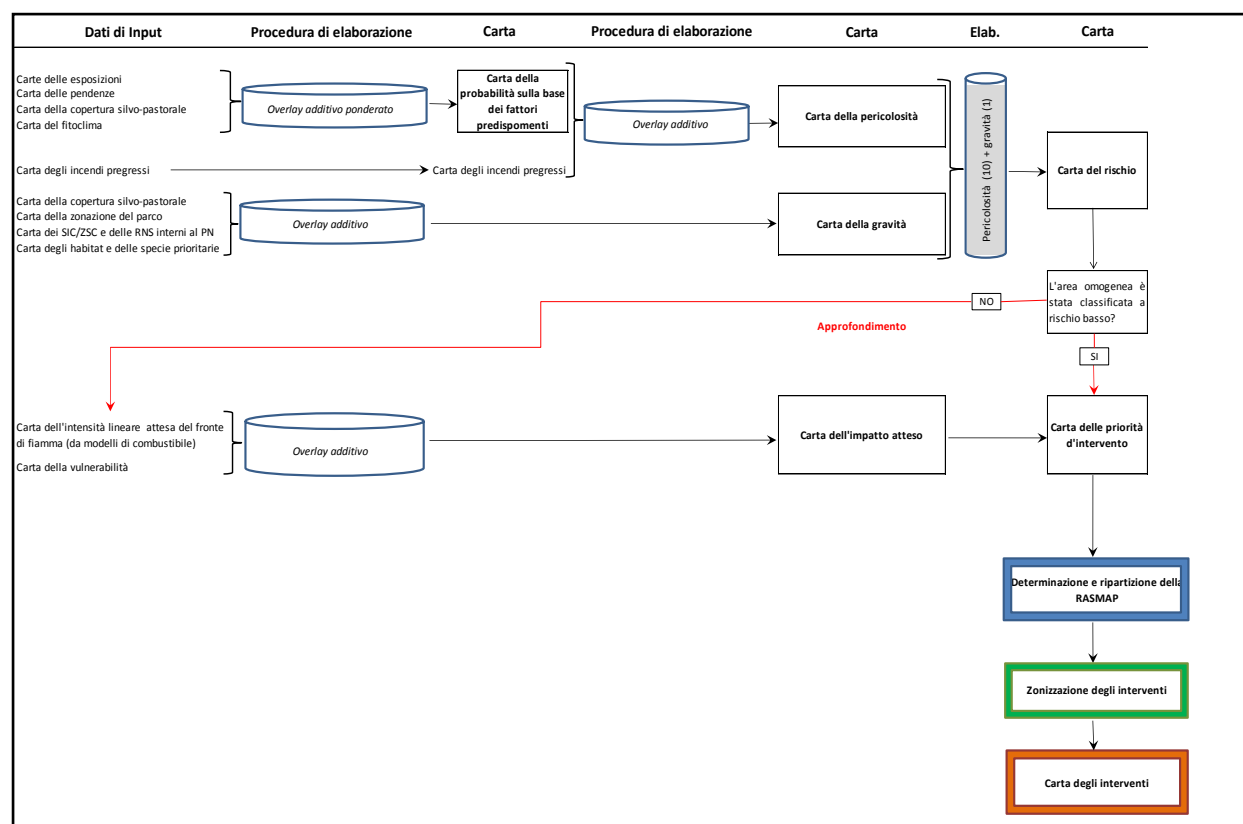 Dati di Input
Procedura di elaborazione
Carta
Procedura di elaborazione
Carta
Elab.
Carta
Carte delle esposizioni
Carta delle pendenze
Carta della copertura silvo-pastorale
Carta del fitoclima
Overlay additivo ponderato
Carta della
probabilità sulla base
dei fattori
predispomenti
Overlay additivo
Carta della pericolosità
Pericolosità (10) + gravità (1)
Carta del rischio
Carta degli incendi pregressi
Carta degli incendi pregressi
Carta della copertura silvo-pastorale
Carta della zonazione del parco
Carta dei SIC/ZSC e delle RNS interni al PN
Carta degli habitat e delle specie prioritarie
Overlay additivo
Carta della gravità
L'area omogenea è
stata classificata a
rischio basso?
NO
Approfondimento
SI
Carta dell'intensità lineare attesa del fronte
di fiamma (da modelli di combustibile)
Carta della vulnerabilità
Overlay additivo
Carta dell'impatto atteso
Carta delle priorità
d'intervento
Determinazione e ripartizione della
RASMAP
Zonizzazione degli interventi
Carta degli interventi